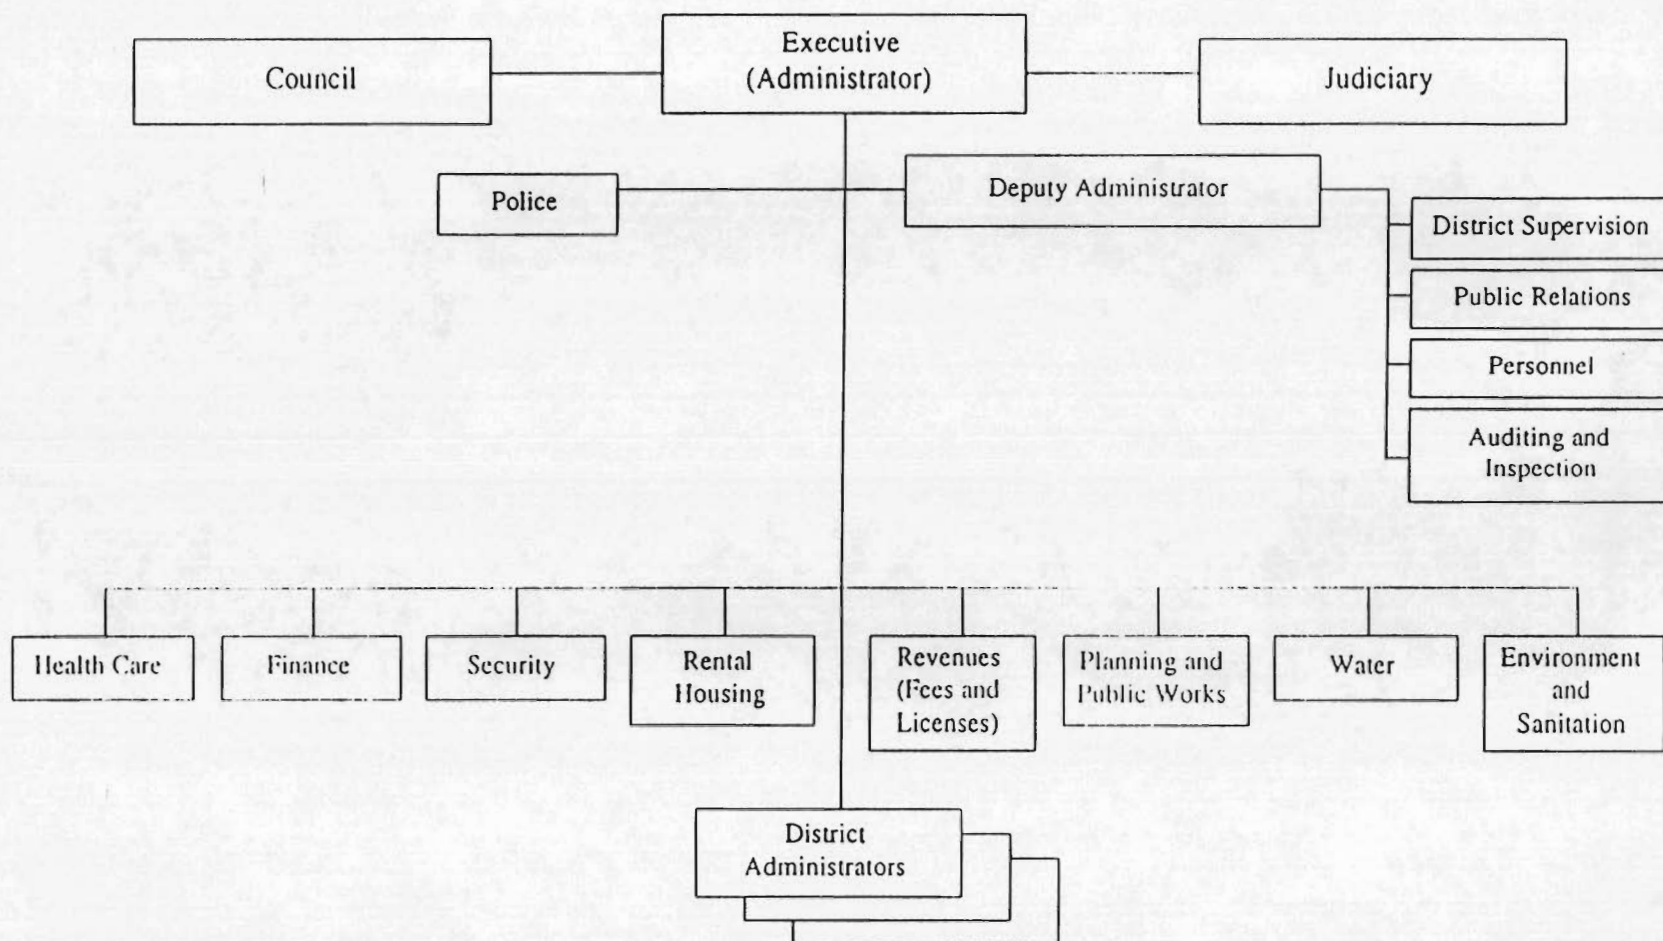 Council
Executive
(Administrator)
Judiciary
Police
Deputy Administrator
District Supervision
Public Relations
Personnel
Auditing and
Inspection
Health Care
Finance
Security
Rental
Housing
Revenues
(Fees and
Licenses)
Planning and
Public Works
Water
Environment
and
Sanitation
District
Administrators